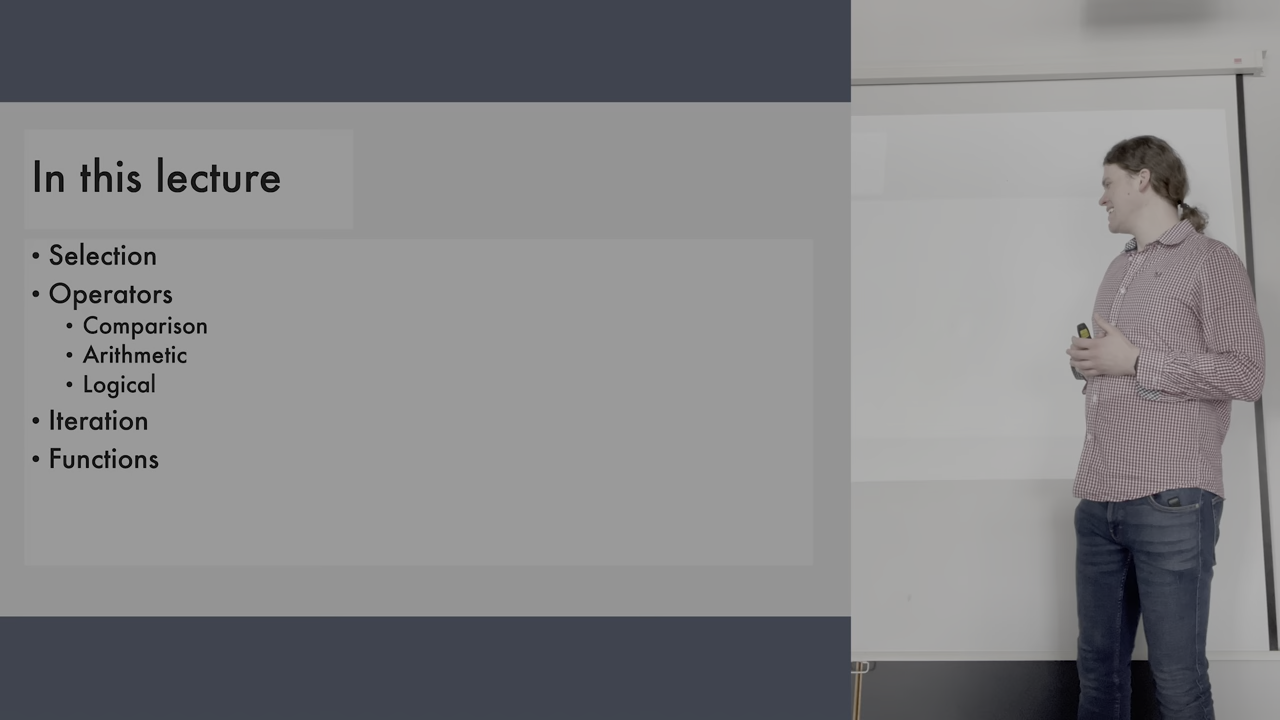 In this lecture
• Selection
• Operators
• Comparison
• Arithmetic
• Logical
• Iteration
• Functions